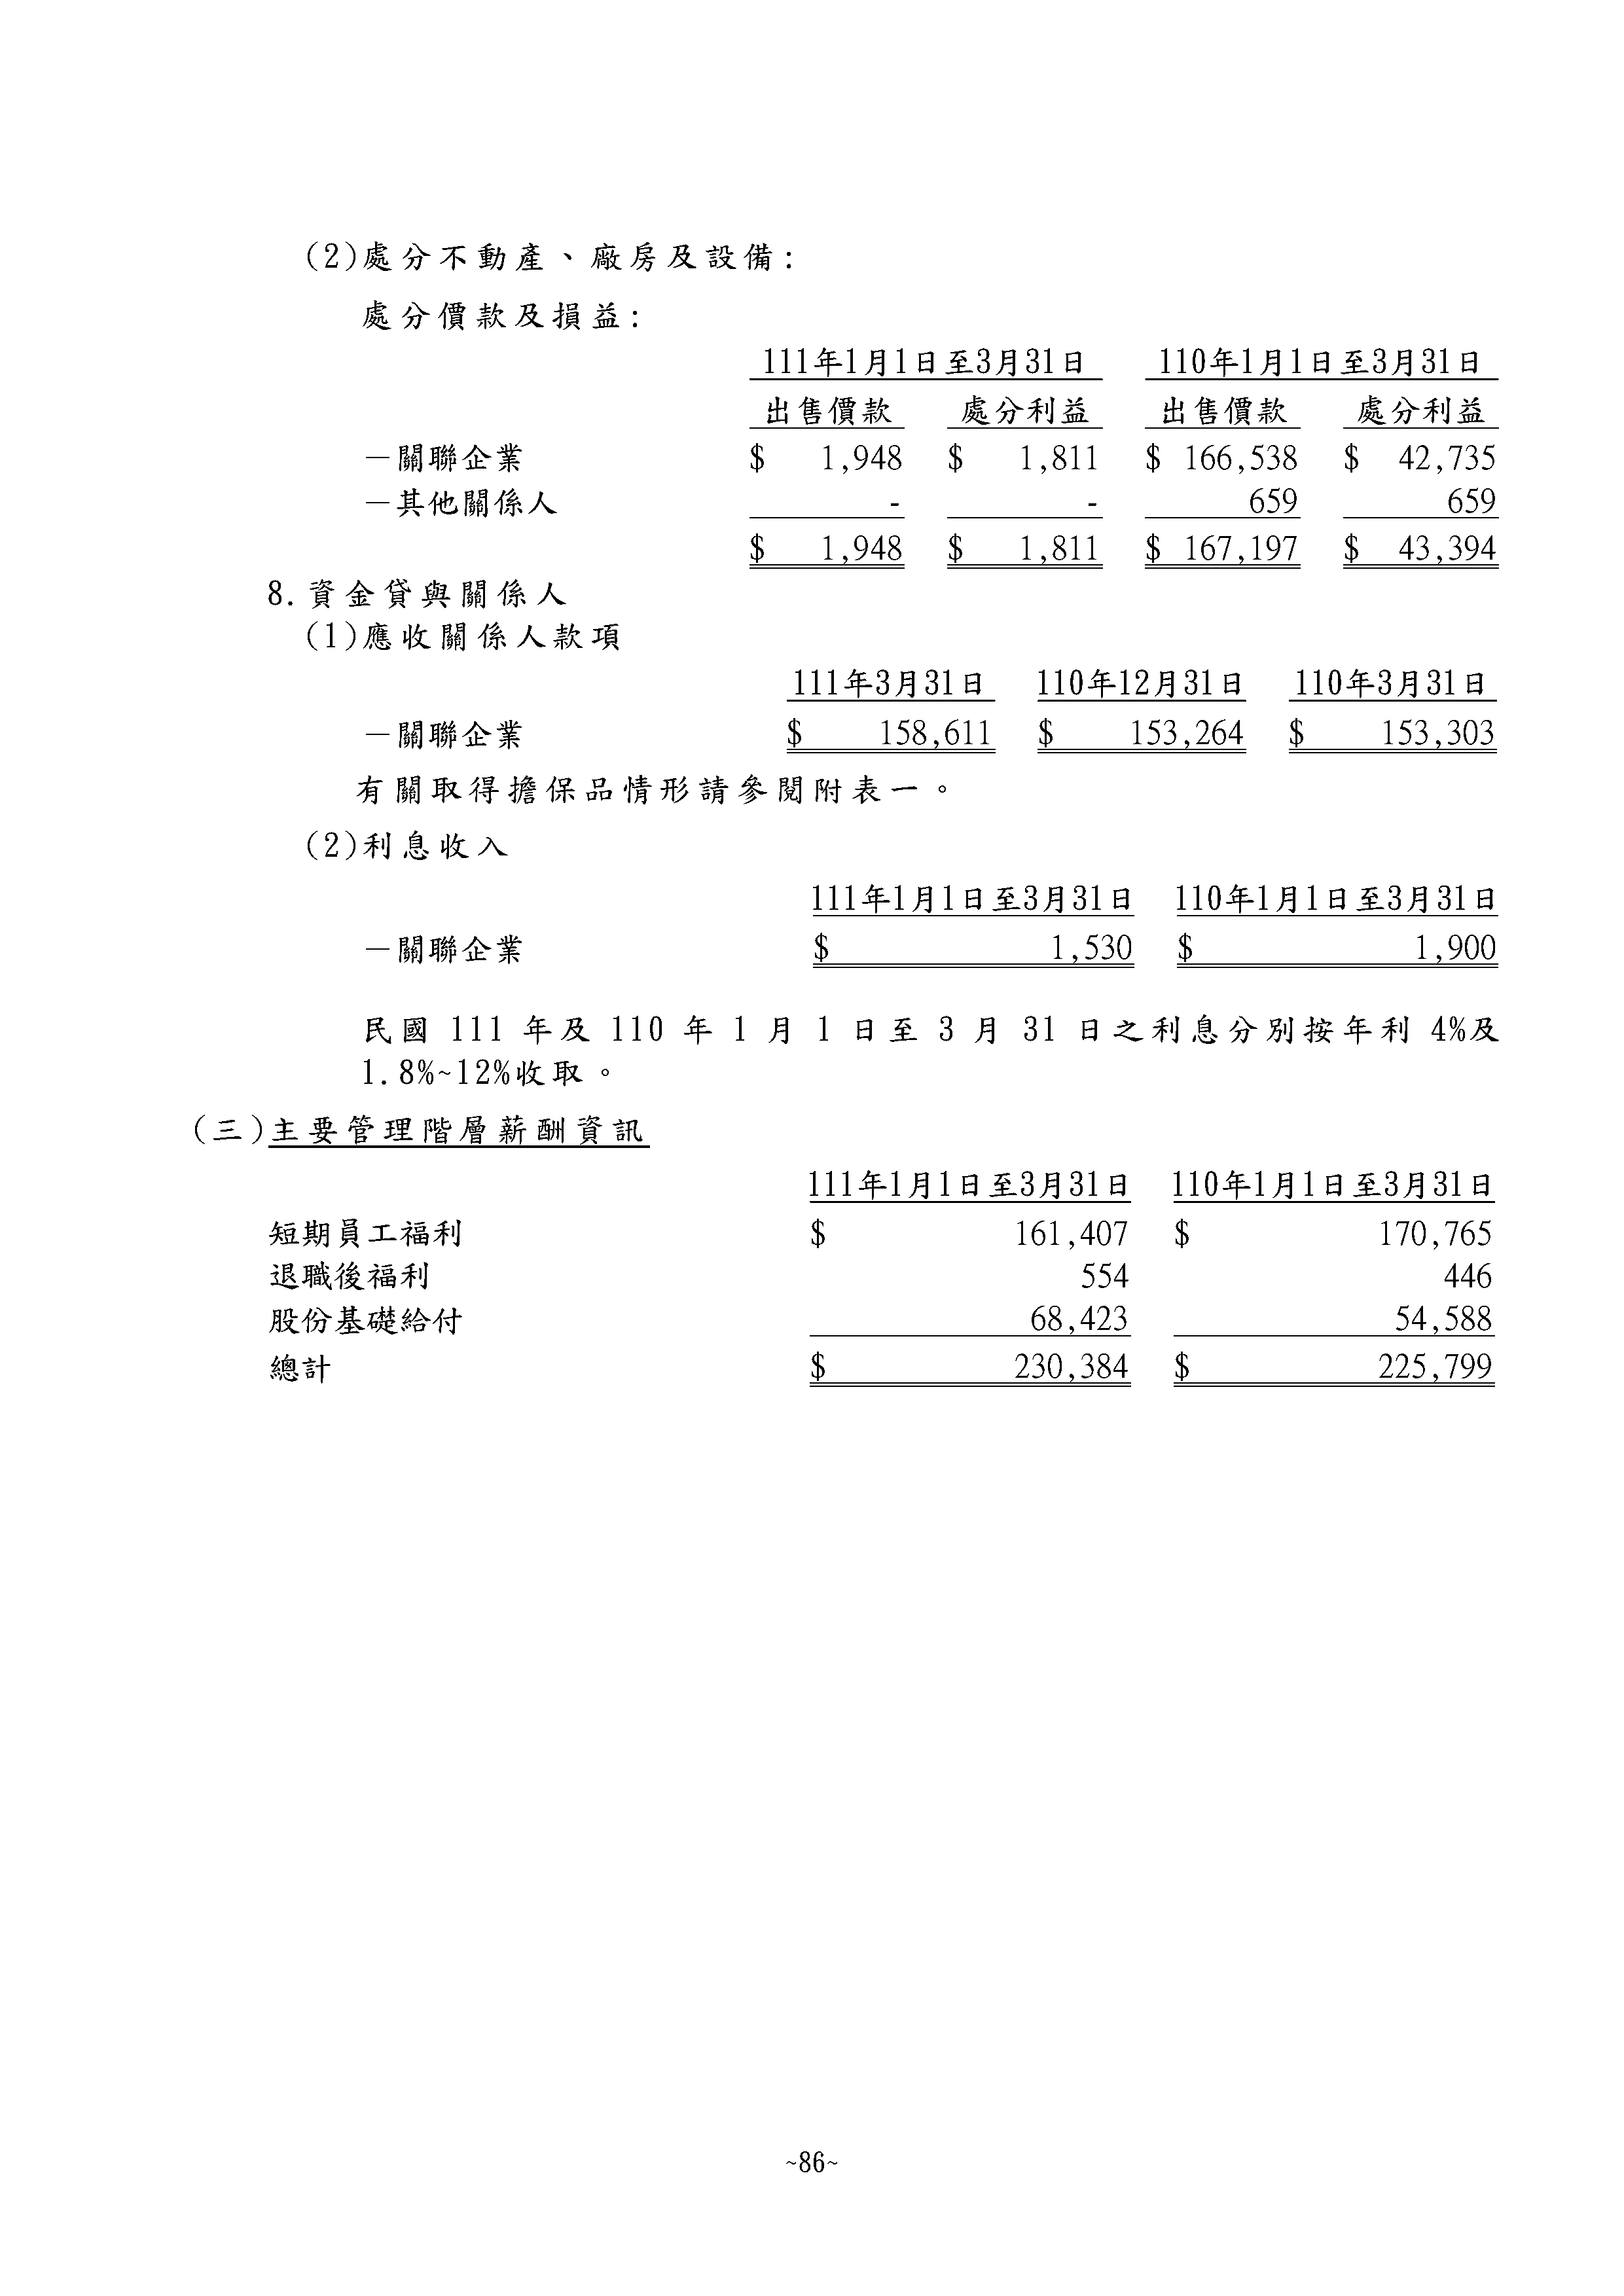 (2)處分不動產、廠房及設備:
處分價款及損益:
111年1月1日至3月31日 110年1月1日至3月31日
出售價款 處分利益 出售價款 處分利益
－關聯企業 $ 1,948 $ 1,811 $ 166,538 $ 42,735
－其他關係人 - - 659 659
$ 1,948 $ 1,811 $ 167,197 $ 43,394
8.資金貸與關係人
(1)應收關係人款項
111年3月31日 110年12月31日 110年3月31日
－關聯企業 $ 158,611 $ 153,264 $ 153,303
有關取得擔保品情形請參閱附表一。
(2)利息收入
111年1月1日至3月31日 110年1月1日至3月31日
－關聯企業 $ 1,530 $ 1,900
民國 111 年及 110 年 1 月 1 日至 3 月 31 日之利息分別按年利 4%及
1.8%~12%收取。
(三)主要管理階層薪酬資訊
111年1月1日至3月31日 110年1月1日至3月31日
短期員工福利 $ 161,407 $ 170,765
退職後福利 554 446
股份基礎給付 68,423 54,588
總計 $ 230,384 $ 225,799
~86~